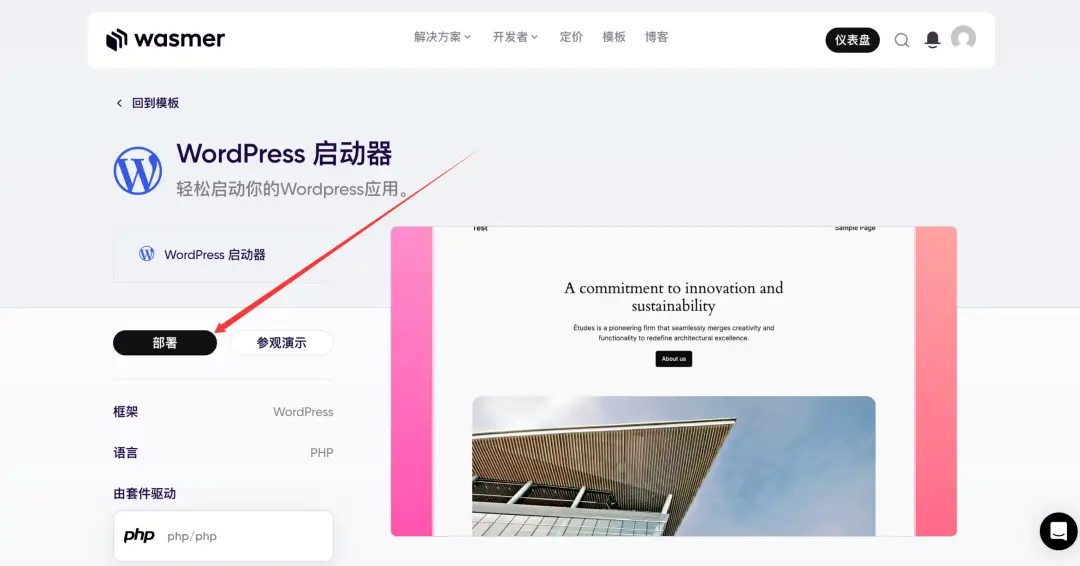 wasmer
解决方案 开发者 定价 模板 博客
仪表盘
回到模板
WordPress 启动器
轻松启动你的Wordpress应用。
WordPress 启动器
部署 参观演示
框架 WordPress
语言 PHP
由套件驱动
php php/php
Test Sample Page
A commitment to innovation and
sustainability
Études is a pioneering firm that seamlessly merges creativity and
functionality to redefine architectural excellence.
About us